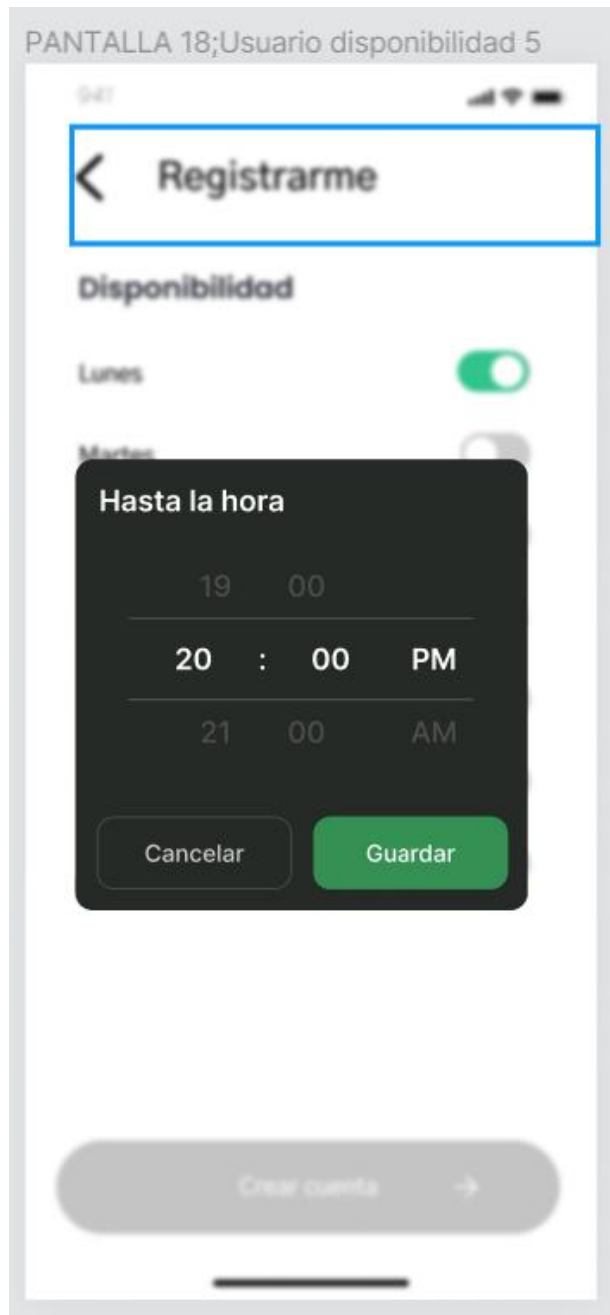 PANTALLA 18;Usuario disponibilidad 5
941
Registrarme
Disponibilidad
Lunes
Martes
Hasta la hora
19 00
20 : 00 PM
21 00 AM
Cancelar Guardar
Crear cuenta →